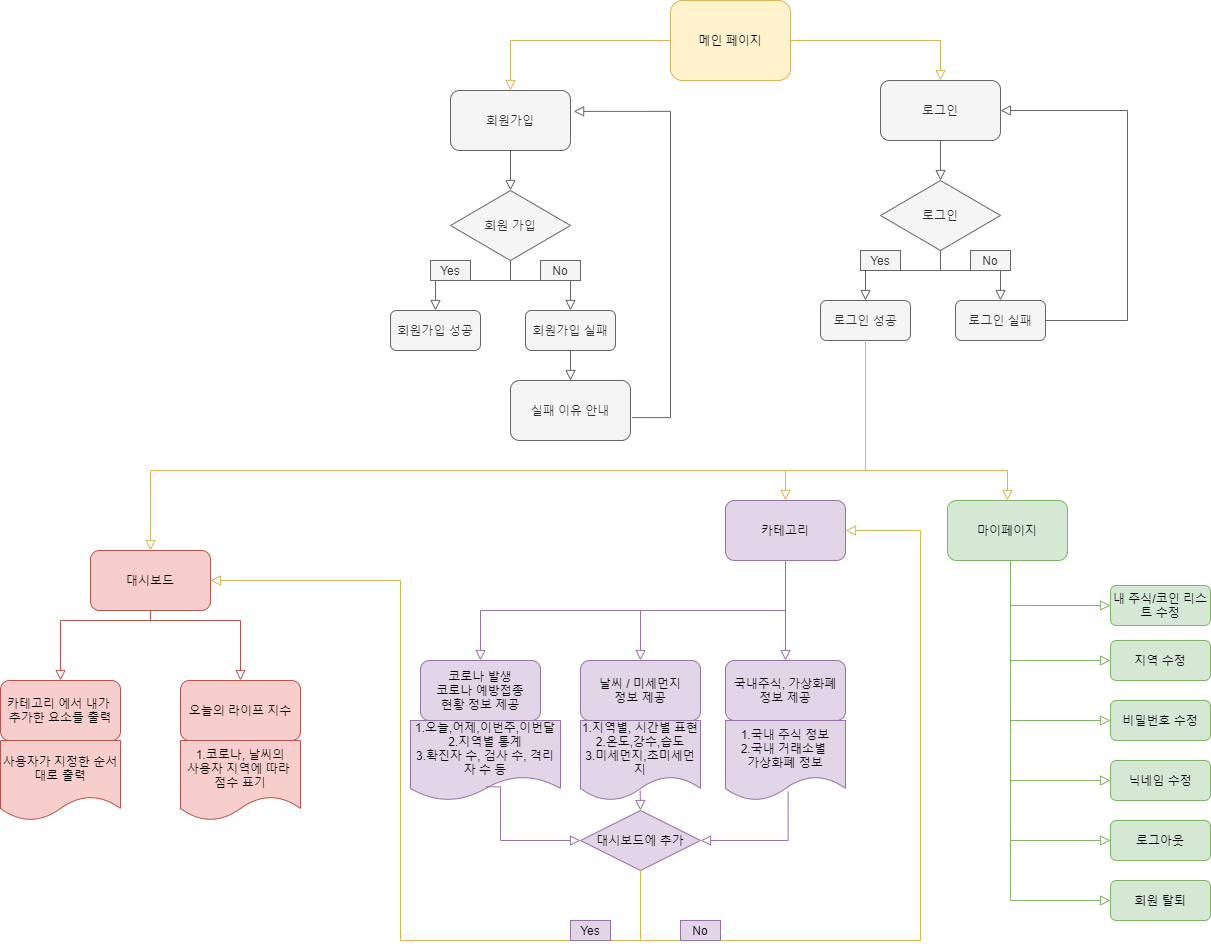 메인 페이지
회원가입
로그인
회원 가입
로그인
Yes
No
Yes
No
회원가입 성공
회원가입 실패
로그인 성공
로그인 실패
실패 이유 안내
카테고리
마이페이지
대시보드
내 주식/코인 리스
트 수정
지역 수정
비밀번호 수정
닉네임 수정
로그아웃
회원 탈퇴
카테고리 에서 내가
추가한 요소들 출력
사용자가 지정한 순서
대로 출력
오늘의 라이프 지수
1.코로나, 날씨의
사용자 지역에 따라
점수 표기
코로나 발생
코로나 예방접종
현황 정보 제공
1.오늘,어제,이번주,이번달
2.지역별 통계
3.확진자 수, 검사 수, 격리
자 수 등
날씨 / 미세먼지
정보 제공
1.지역별, 시간별 표현
2.온도,강수,습도
3.미세먼지,초미세먼
지
국내주식, 가상화폐
정보 제공
1.국내 주식 정보
2.국내 거래소별
가상화폐 정보
대시보드에 추가
Yes
No